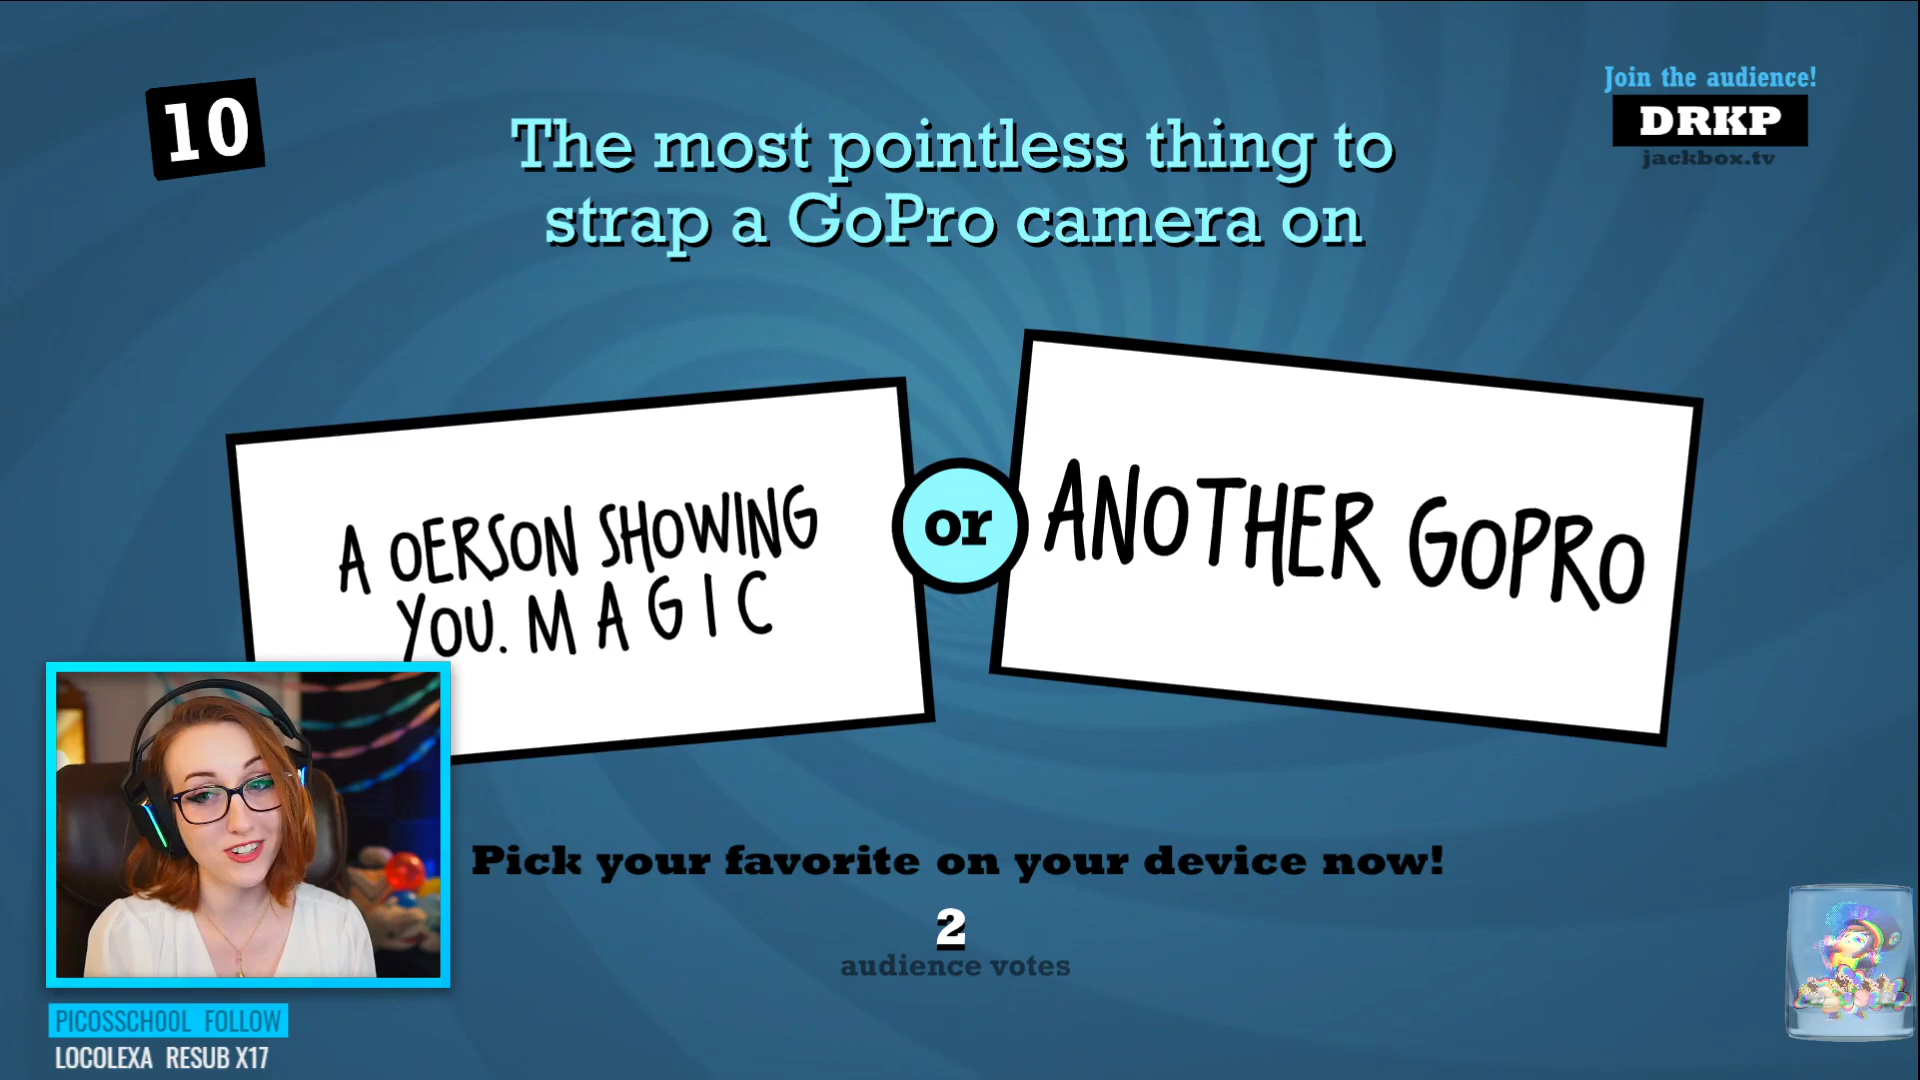 10
The most pointless thing to
strap a GoPro camera on
Join the audience!
DRKP
jackbox.tv
A OERSON SHOWING
YOU. M A G I C
or
ANOTHER GOPRO
Pick your favorite on your device now!
2
audience votes
PICOSSCHOOL FOLLOW
LOCOLEXA RESUB X17